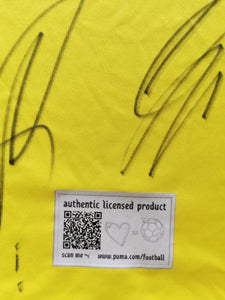 authentic licensed product
scan me
www.puma.com/football